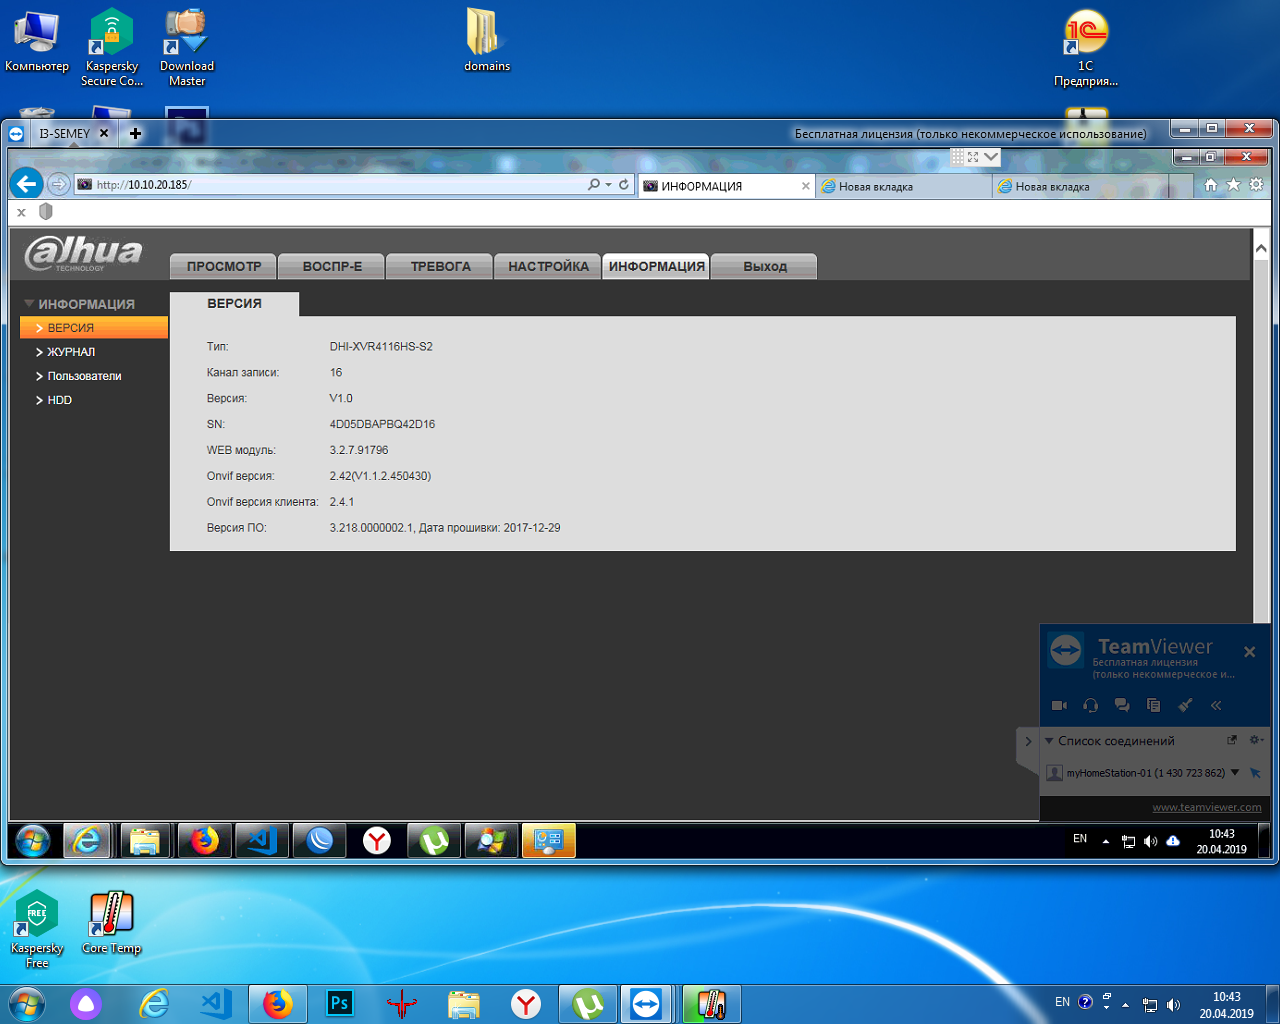 Компьютер
Kaspersky
Secure Co...
Download
Master
domains
1С
Предприя...
I3-SEMEY
Бесплатная лицензия (только некоммерческое использование)
http://10.10.20.185/
ИНФОРМАЦИЯ
Новая вкладка
Новая вкладка
x
alhua
TECHNOLOGY
ПРОСМОТР
ВОСПР-Е
ТРЕВОГА
НАСТРОЙКА
ИНФОРМАЦИЯ
Выход
ИНФОРМАЦИЯ
ВЕРСИЯ
ЖУРНАЛ
Пользователи
HDD
ВЕРСИЯ
Тип: DHI-XVR4116HS-S2
Канал записи: 16
Версия: V1.0
SN: 4D05DBAPBQ42D16
WEB модуль: 3.2.7.91796
Onvif версия: 2.42(V1.1.2.450430)
Onvif версия клиента: 2.4.1
Версия ПО: 3.218.0000002.1, Дата прошивки: 2017-12-29
TeamViewer
Бесплатная лицензия
(только некоммерческое и...
Список соединений
myHomeStation-01 (1 430 723 862)
www.teamviewer.com
EN
10:43
20.04.2019
FREE
Kaspersky
Free
Core Temp
Ps
EN
10:43
20.04.2019